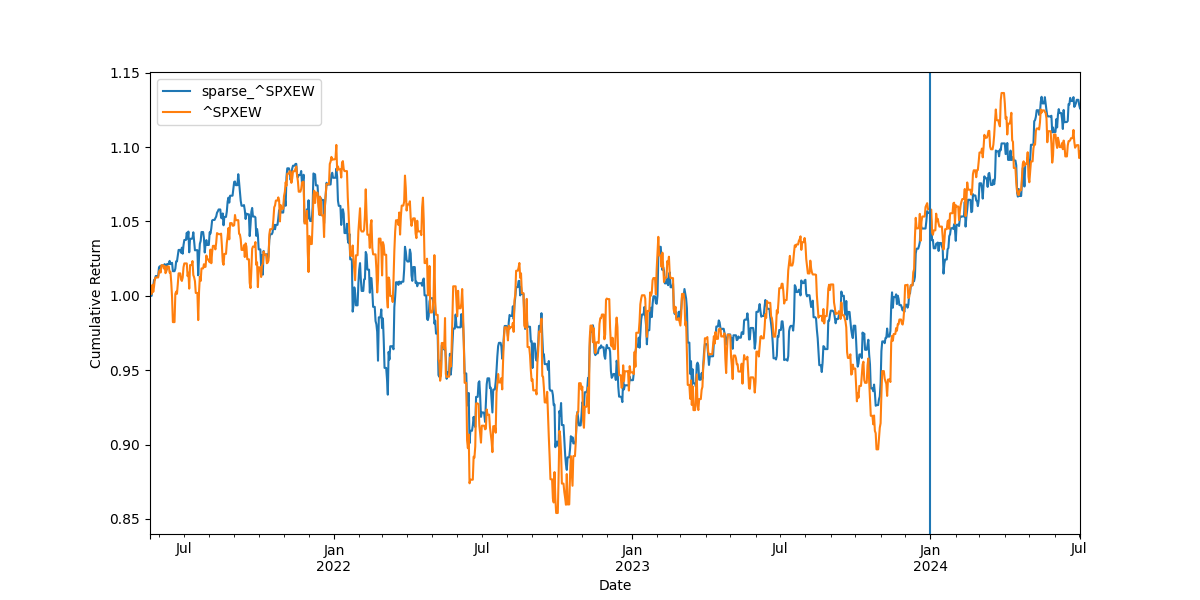 sparse_^SPXEW
^SPXEW
Cumulative Return
1.15
1.10
1.05
1.00
0.95
0.90
0.85
Jul
Jan
2022
Jul
Jan
2023
Jul
Jan
2024
Jul
Date